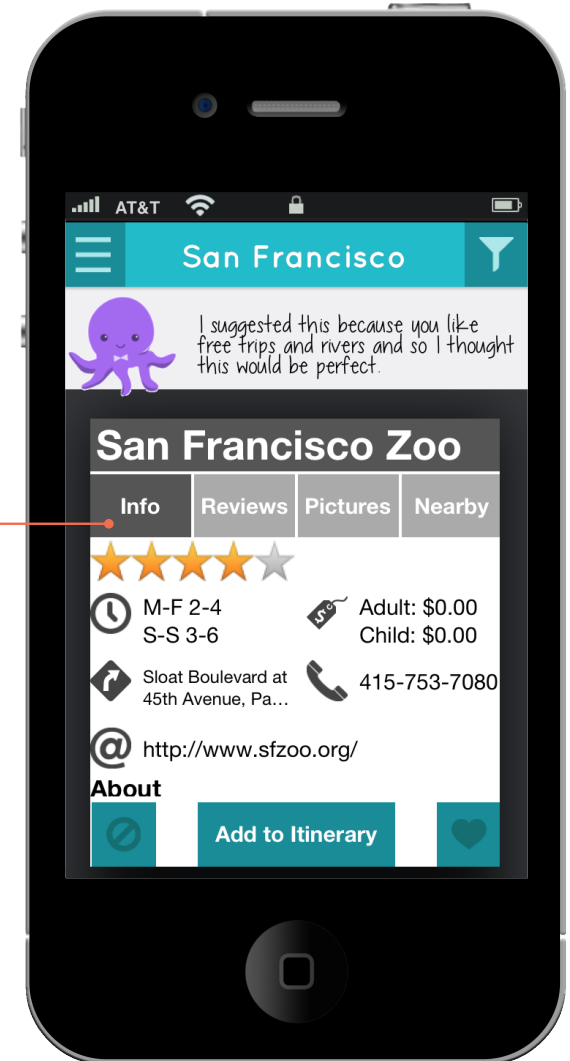 AT&T
San Francisco
I suggested this because you like
free trips and rivers and so I thought
this would be perfect.
San Francisco Zoo
Info Reviews Pictures Nearby
M-F 2-4
S-S 3-6
Adult: $0.00
Child: $0.00
Sloat Boulevard at
45th Avenue, Pa...
415-753-7080
@ http://www.sfzoo.org/
About
Add to Itinerary